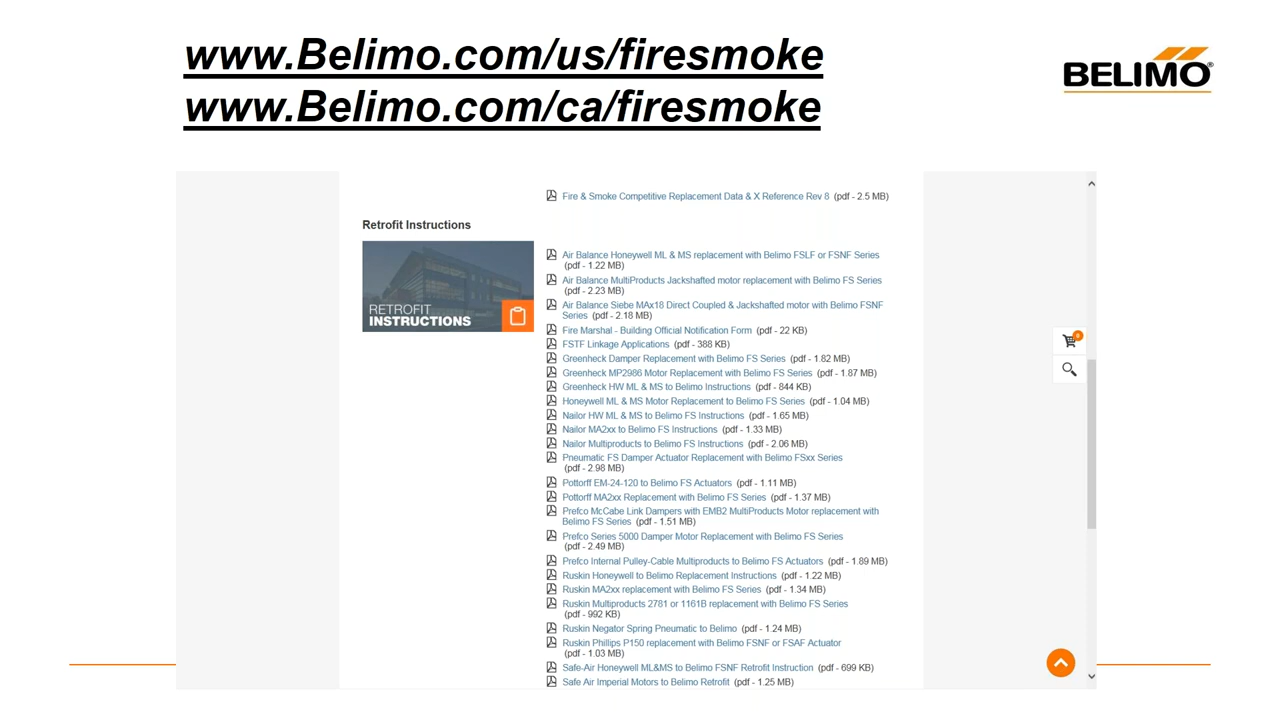 www.Belimo.com/us/firesmoke
www.Belimo.com/ca/firesmoke
BELIMO®
Fire & Smoke Competitive Replacement Data & X Reference Rev 8 (pdf - 2.5 MB)
Retrofit Instructions
RETROFIT
INSTRUCTIONS
Air Balance Honeywell ML & MS replacement with Belimo FSLF or FSNF Series
(pdf - 1.22 MB)
Air Balance MultiProducts Jackshafted motor replacement with Belimo FS Series
(pdf - 2.23 MB)
Air Balance Siebe MAx18 Direct Coupled & Jackshafted motor with Belimo FSNF
Series (pdf - 2.18 MB)
Fire Marshal - Building Official Notification Form (pdf - 22 KB)
FSTF Linkage Applications (pdf - 388 KB)
Greenheck Damper Replacement with Belimo FS Series (pdf - 1.82 MB)
Greenheck MP2986 Motor Replacement with Belimo FS Series (pdf - 1.87 MB)
Greenheck HW ML & MS to Belimo Instructions (pdf - 844 KB)
Honeywell ML & MS Motor Replacement to Belimo FS Series (pdf - 1.04 MB)
Nailor HW ML & MS to Belimo FS Instructions (pdf - 1.65 MB)
Nailor MA2xx to Belimo FS Instructions (pdf - 1.33 MB)
Nailor Multiproducts to Belimo FS Instructions (pdf - 2.06 MB)
Pneumatic FS Damper Actuator Replacement with Belimo FSxx Series
(pdf - 2.98 MB)
Pottorff EM-24-120 to Belimo FS Actuators (pdf - 1.11 MB)
Pottorff MA2xx Replacement with Belimo FS Series (pdf - 1.37 MB)
Prefco McCabe Link Dampers with EMB2 MultiProducts Motor replacement with
Belimo FS Series (pdf - 1.51 MB)
Prefco Series 5000 Damper Motor Replacement with Belimo FS Series
(pdf - 2.49 MB)
Prefco Internal Pulley-Cable Multiproducts to Belimo FS Actuators (pdf - 1.89 MB)
Ruskin Honeywell to Belimo Replacement Instructions (pdf - 1.22 MB)
Ruskin MA2xx replacement with Belimo FS Series (pdf - 1.34 MB)
Ruskin Multiproducts 2781 or 1161B replacement with Belimo FS Series
(pdf - 992 KB)
Ruskin Negator Spring Pneumatic to Belimo (pdf - 1.24 MB)
Ruskin Phillips P150 replacement with Belimo FSNF or FSAF Actuator
(pdf - 1.03 MB)
Safe-Air Honeywell ML&MS to Belimo FSNF Retrofit Instruction (pdf - 699 KB)
Safe Air Imperial Motors to Belimo Retrofit (pdf - 1.25 MB)
0